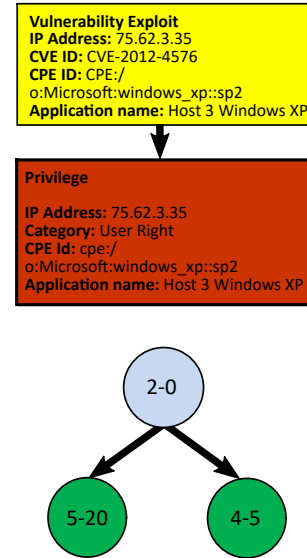 Vulnerability Exploit
IP Address: 75.62.3.35
CVE ID: CVE-2012-4576
CPE ID: CPE:/
o:Microsoft:windows_xp::sp2
Application name: Host 3 Windows XP
Privilege
IP Address: 75.62.3.35
Category: User Right
CPE Id: cpe:/
o:Microsoft:windows_xp::sp2
Application name: Host 3 Windows XP
2-0
5-20
4-5